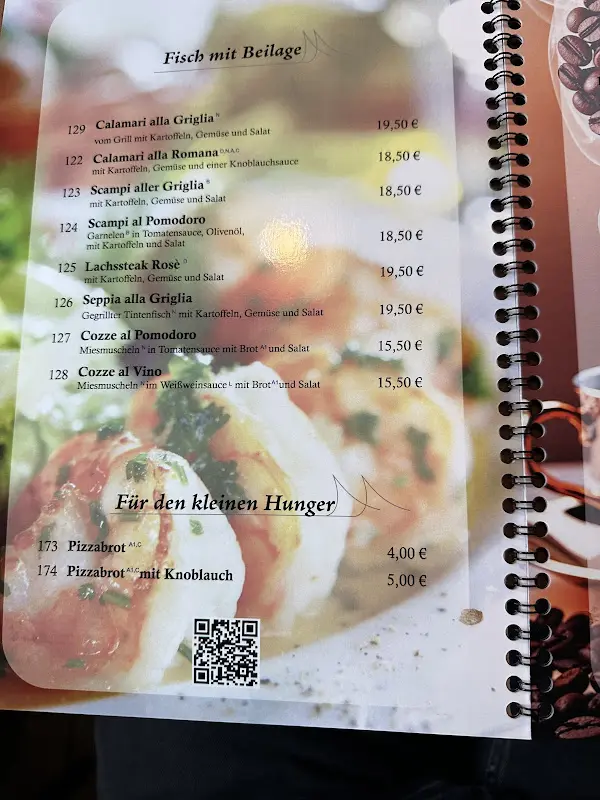 Fisch mit Beilage
129 Calamari alla Griglia N 19,50 €
vom Grill mit Kartoffeln, Gemüse und Salat
122 Calamari alla Romana D,N,A,C 18,50 €
mit Kartoffeln, Gemüse und einer Knoblauchsauce
123 Scampi aller Griglia B 18,50 €
mit Kartoffeln, Gemüse und Salat
124 Scampi al Pomodoro 18,50 €
Garnelen B in Tomatensauce, Olivenöl,
mit Kartoffeln und Salat
125 Lachssteak Rosè D 19,50 €
mit Kartoffeln, Gemüse und Salat
126 Seppia alla Griglia 19,50 €
Gegrillter Tintenfisch N mit Kartoffeln, Gemüse und Salat
127 Cozze al Pomodoro 15,50 €
Miesmuscheln N in Tomatensauce mit Brot A1 und Salat
128 Cozze al Vino 15,50 €
Miesmuscheln N im Weißweinsauce L mit Brot A1 und Salat
Für den kleinen Hunger
173 Pizzabrot A1,C 4,00 €
174 Pizzabrot A1,C mit Knoblauch 5,00 €